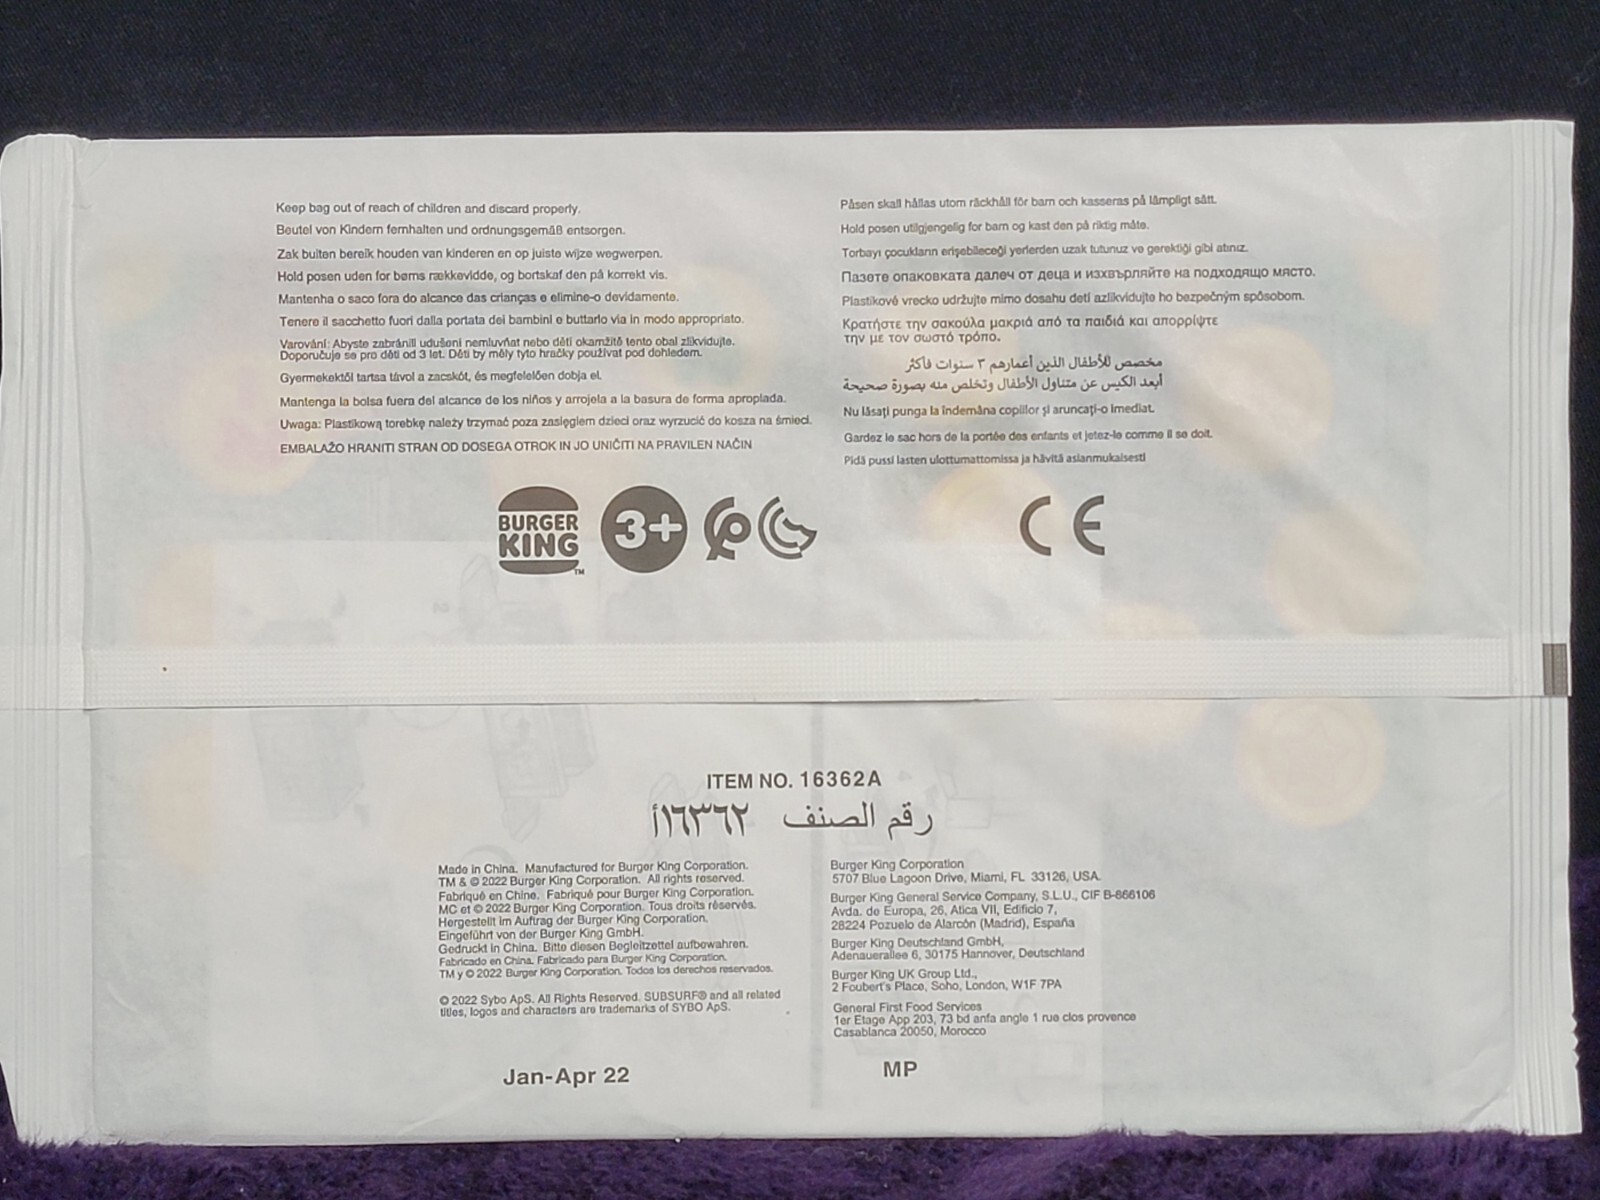 Keep bag out of reach of children and discard properly.
Beutel von Kindern fernhalten und ordnungsgemäß entsorgen.
Zak buiten bereik houden van kinderen en op juiste wijze wegwerpen.
Hold posen uden for børns rækkevidde, og bortskaf den på korrekt vis.
Mantenha o saco fora do alcance das crianças e elimine-o devidamente.
Tenere il sacchetto fuori dalla portata dei bambini e buttarlo via in modo appropriato.
Varování: Abyste zabránili udušení nemluvňat nebo dětí okamžitě tento obal zlikvidujte.
Doporučuje se pro děti od 3 let. Děti by měly tyto hračky používat pod dohledem.
Gyermekektől tartsa távol a zacskót, és megfelelően dobja el.
Mantenga la bolsa fuera del alcance de los niños y arrojela a la basura de forma apropiada.
Uwaga: Plastikową torebkę należy trzymać poza zasięgiem dzieci oraz wyrzucić do kosza na śmieci.
EMBALAŽO HRANITI STRAN OD DOSEGA OTROK IN JO UNIČITI NA PRAVILEN NAČIN
Påsen skall hållas utom räckhåll för barn och kasseras på lämpligt sätt.
Hold posen utilgjengelig for barn og kast den på riktig måte.
Torbayı çocukların erişebileceği yerlerden uzak tutunuz ve gerektiği gibi atınız.
Пазете опаковката далеч от деца и изхвърляйте на подходящо място.
Plastikové vrecko udržujte mimo dosahu detí azlikvidujte ho bezpečným spôsobom.
Κρατήστε την σακούλα μακριά από τα παιδιά και απορρίψτε
την με τον σωστό τρόπο.
مخصص للأطفال الذين أعمارهم ٣ سنوات فأكثر
أبعد الكيس عن متناول الأطفال وتخلص منه بصورة صحيحة
Nu lăsați punga la îndemâna copiilor și aruncați-o imediat.
Gardez le sac hors de la portée des enfants et jetez-le comme il se doit.
Pidä pussi lasten ulottumattomissa ja hävitä asianmukaisesti
BURGER
KING
TM
3+
CE
ITEM NO. 16362A
رقم الصنف ١٦٣٦٢أ
Made in China. Manufactured for Burger King Corporation.
TM & © 2022 Burger King Corporation. All rights reserved.
Fabriqué en Chine. Fabriqué pour Burger King Corporation.
MC et © 2022 Burger King Corporation. Tous droits réservés.
Hergestellt im Auftrag der Burger King Corporation.
Eingeführt von der Burger King GmbH.
Gedruckt in China. Bitte diesen Begleitzettel aufbewahren.
Fabricado en China. Fabricado para Burger King Corporation.
TM y © 2022 Burger King Corporation. Todos los derechos reservados.
© 2022 Sybo ApS. All Rights Reserved. SUBSURF® and all related
titles, logos and characters are trademarks of SYBO ApS.
Jan-Apr 22
Burger King Corporation
5707 Blue Lagoon Drive, Miami, FL 33126, USA.
Burger King General Service Company, S.L.U., CIF B-866106
Avda. de Europa, 26, Atica VII, Edificio 7,
28224 Pozuelo de Alarcón (Madrid), España
Burger King Deutschland GmbH,
Adenauerallee 6, 30175 Hannover, Deutschland
Burger King UK Group Ltd.,
2 Foubert's Place, Soho, London, W1F 7PA
General First Food Services
1er Etage App 203, 73 bd anfa angle 1 rue clos provence
Casablanca 20050, Morocco
MP